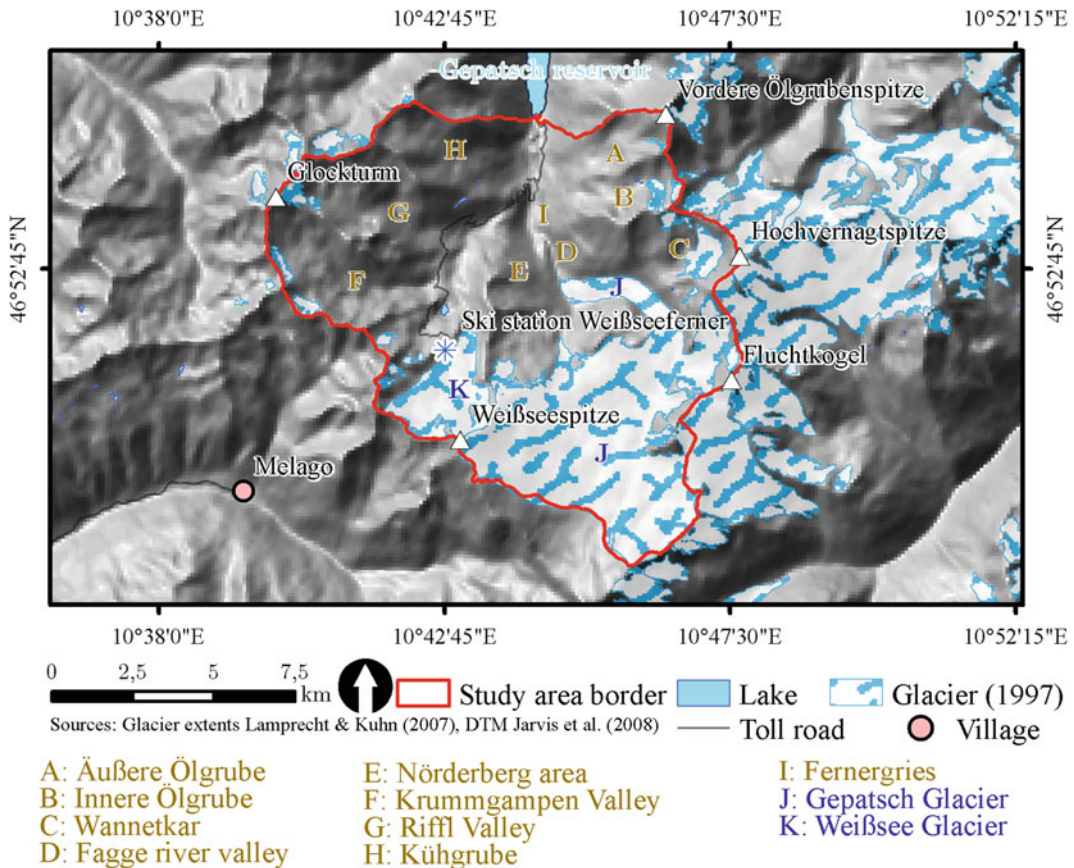 10°38'0"E 10°42'45"E 10°47'30"E 10°52'15"E
Gepatsch reservoir
Vordere Ölgrubenspitze
H
A
Glockturm
B
G
I
Hochvernagtspitze
C
D
46°52'45"N
46°52'45"N
E
F
J
Ski station Weißseeferner
Fluchtkogel
K
Weißseespitze
J
Melago
10°38'0"E 10°42'45"E 10°47'30"E 10°52'15"E
0 2,5 5 7,5
km
Study area border
Lake
Glacier (1997)
Sources: Glacier extents Lamprecht & Kuhn (2007), DTM Jarvis et al. (2008)
Toll road
Village
A: Äußere Ölgrube
B: Innere Ölgrube
C: Wannetkar
D: Fagge river valley
E: Nörderberg area
F: Krummgampen Valley
G: Riffl Valley
H: Kühgrube
I: Fernergries
J: Gepatsch Glacier
K: Weißsee Glacier